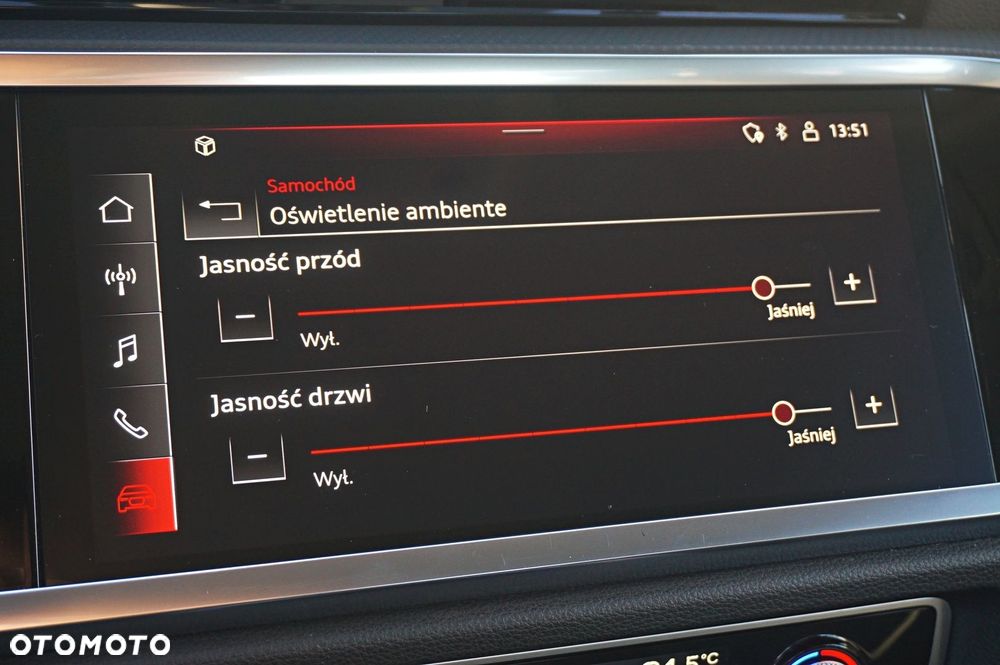 13:51
Samochód
Oświetlenie ambiente
Jasność przód
- +
Wył. Jaśniej
Jasność drzwi
- +
Wył. Jaśniej
OTOMOTO